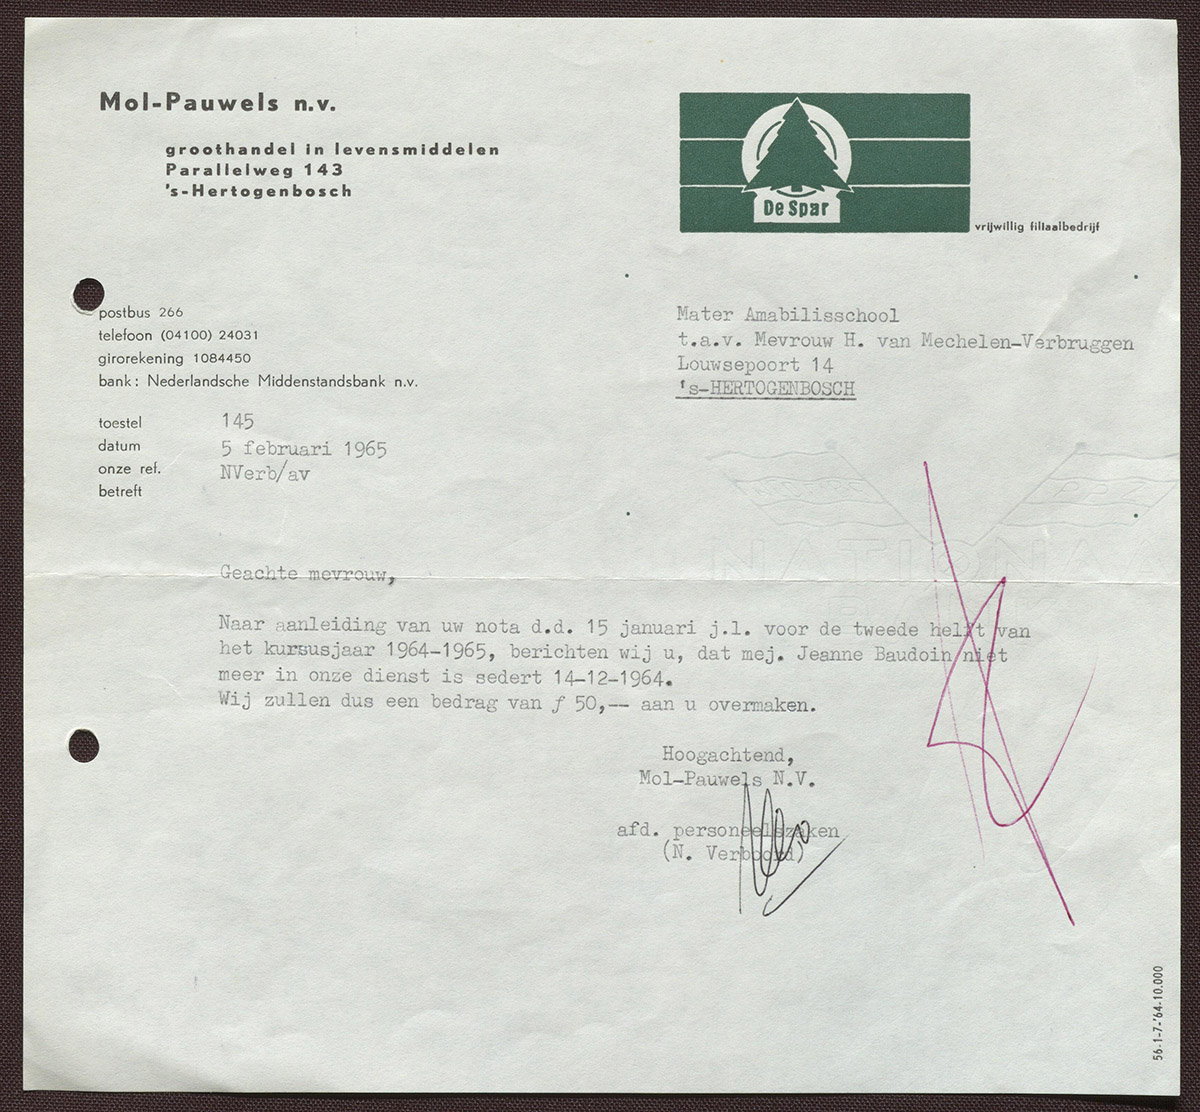 Mol-Pauwels n.v.
groothandel in levensmiddelen
Parallelweg 143
's-Hertogenbosch
De Spar
vrijwillig filiaalbedrijf
postbus 266
telefoon (04100) 24031
girorekening 1084450
bank: Nederlandsche Middenstandsbank n.v.
Mater Amabilisschool
t.a.v. Mevrouw H. van Mechelen-Verbruggen
Louwsepoort 14
's-HERTOGENBOSCH
toestel 145
datum 5 februari 1965
onze ref. NVerb/av
betreft
NATIONA
Geachte mevrouw,
Naar aanleiding van uw nota d.d. 15 januari j.l. voor de tweede helft van
het kursusjaar 1964-1965, berichten wij u, dat mej. Jeanne Baudoin niet
meer in onze dienst is sedert 14-12-1964.
Wij zullen dus een bedrag van ƒ 50,-- aan u overmaken.
Hoogachtend,
Mol-Pauwels N.V.
afd. personeelszaken
(N. Verboord)
56-1-7-'64-10.000